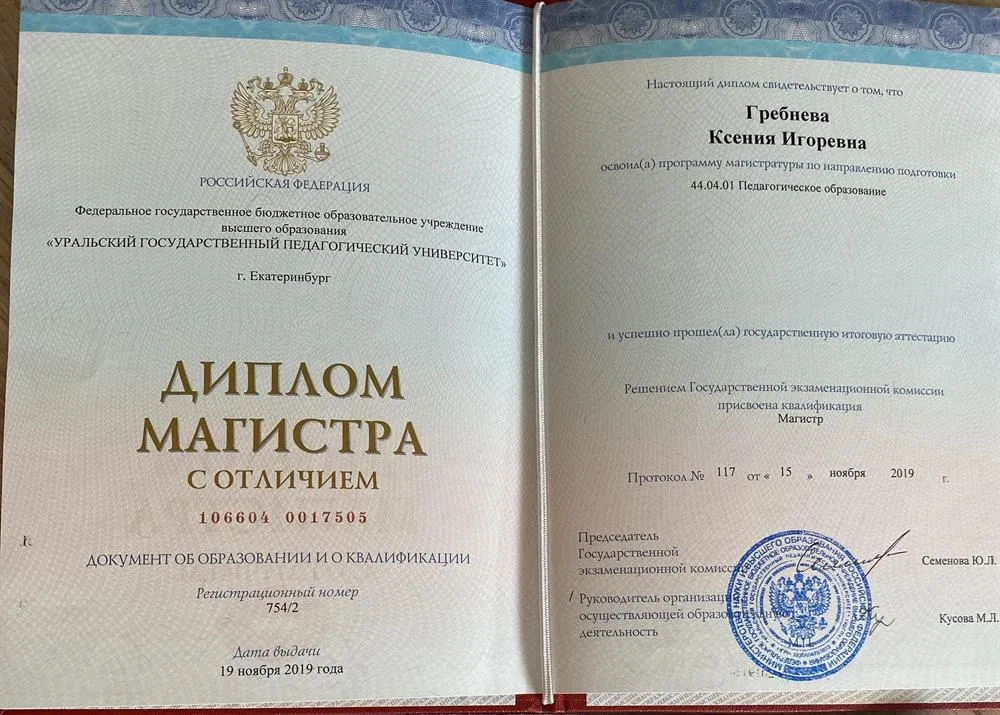 РОССИЙСКАЯ ФЕДЕРАЦИЯ
Федеральное государственное бюджетное образовательное учреждение
высшего образования
«УРАЛЬСКИЙ ГОСУДАРСТВЕННЫЙ ПЕДАГОГИЧЕСКИЙ УНИВЕРСИТЕТ»
г. Екатеринбург
ДИПЛОМ
МАГИСТРА
С ОТЛИЧИЕМ
106604 0017505
ДОКУМЕНТ ОБ ОБРАЗОВАНИИ И О КВАЛИФИКАЦИИ
Регистрационный номер
754/2
Дата выдачи
19 ноября 2019 года
Настоящий диплом свидетельствует о том, что
Гребнева
Ксения Игоревна
освоил(а) программу магистратуры по направлению подготовки
44.04.01 Педагогическое образование
и успешно прошел(ла) государственную итоговую аттестацию
Решением Государственной экзаменационной комиссии
присвоена квалификация
Магистр
Протокол № 117 от « 15 » ноября 2019 г.
Председатель
Государственной
экзаменационной комиссии
Семенова Ю.Л.
Руководитель организации,
осуществляющей образовательную
деятельность
Кусова М.Л.